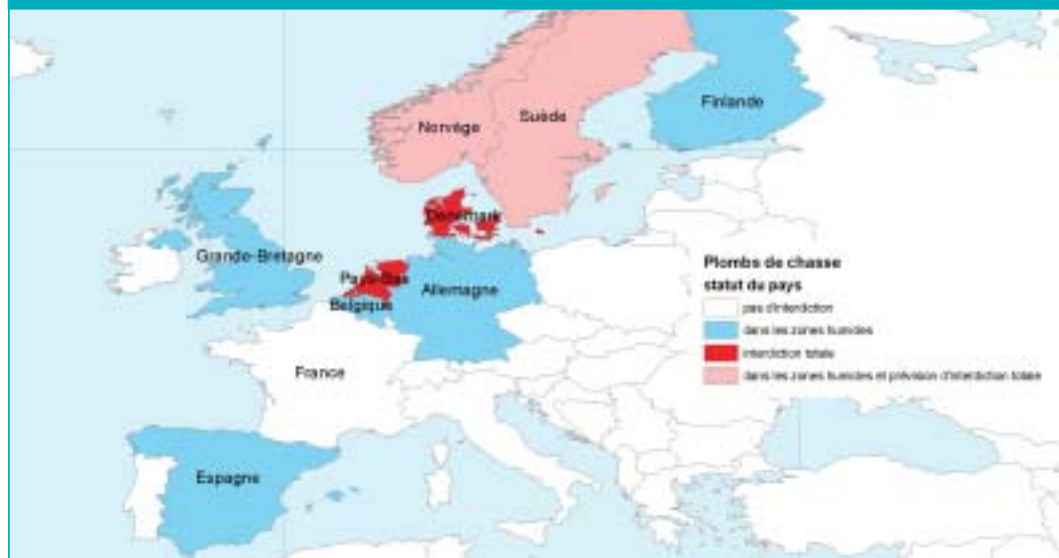 Finlande
Suède
Norvège
Danemark
Grande-Bretagne
Pays-Bas
Allemagne
Belgique
France
Espagne
Plombs de chasse
statut du pays
pas d'interdiction
dans les zones humides
interdiction totale
dans les zones humides et prévision d'interdiction totale